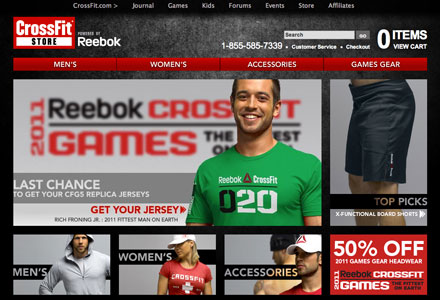 CrossFit.com >
Journal
Games
Kids
Forums
Events
Store
Affiliates
CrossFit
STORE
POWERED BY
Reebok
Search
GO
1-855-585-7339
Customer Service
Checkout
0 ITEMS
VIEW CART
MEN'S
WOMEN'S
ACCESSORIES
GAMES GEAR
2011
Reebok CROSSFIT
GAMES THE FITTEST
ON EARTH
Reebok CrossFit
020
LAST CHANCE
TO GET YOUR CFG5 REPLICA JERSEYS
GET YOUR JERSEY
RICH FRONING JR. : 2011 FITTEST MAN ON EARTH
TOP PICKS
X-FUNCTIONAL BOARD SHORTS
MEN'S
WOMEN'S
CROSSFIT
ACCESSORIES
50% OFF
2011 GAMES GEAR HEADWEAR
2011
Reebok CROSSFIT
GAMES THE FITTEST
ON EARTH